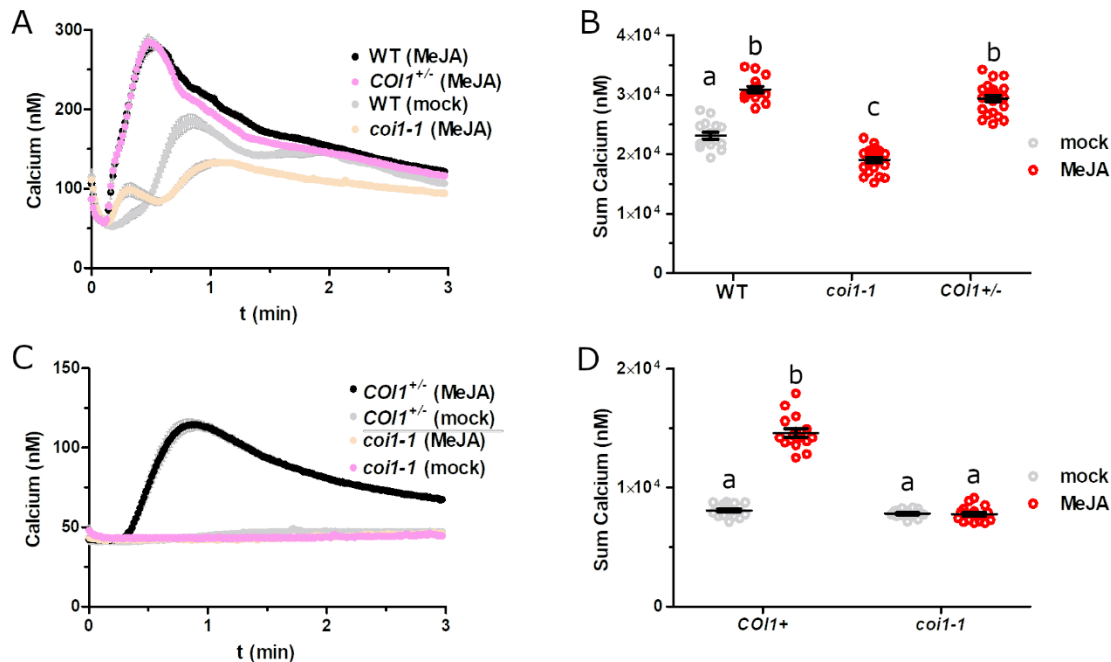 A
Calcium (nM)
300
200
100
0
0
1
2
3
t (min)
WT (MeJA)
COI1+/- (MeJA)
WT (mock)
coi1-1 (MeJA)
B
Sum Calcium (nM)
4×10⁴
3×10⁴
2×10⁴
1×10⁴
0
a
b
c
b
WT
coi1-1
COI1+/-
mock
MeJA
C
Calcium (nM)
150
100
50
0
0
1
2
3
t (min)
COI1+/- (MeJA)
COI1+/- (mock)
coi1-1 (MeJA)
coi1-1 (mock)
D
Sum Calcium (nM)
2×10⁴
1×10⁴
0
a
b
a
a
COI1+
coi1-1
mock
MeJA